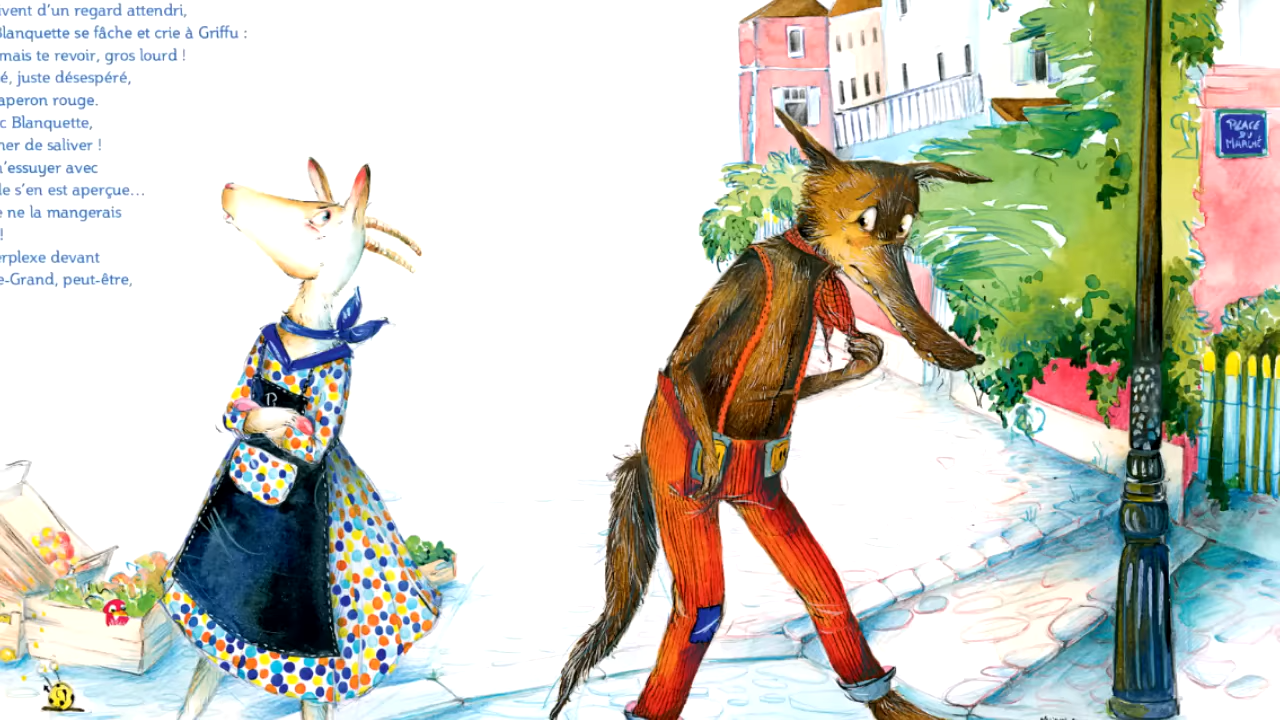 uvent d'un regard attendri,
Blanquette se fâche et crie à Griffu :
mais te revoir, gros lourd !
é, juste désespéré,
aperon rouge.
c Blanquette,
her de saliver !
n'essuyer avec
le s'en est aperçue…
e ne la mangerais
!
erplexe devant
e-Grand, peut-être,
PLACE
DU
MARCHÉ